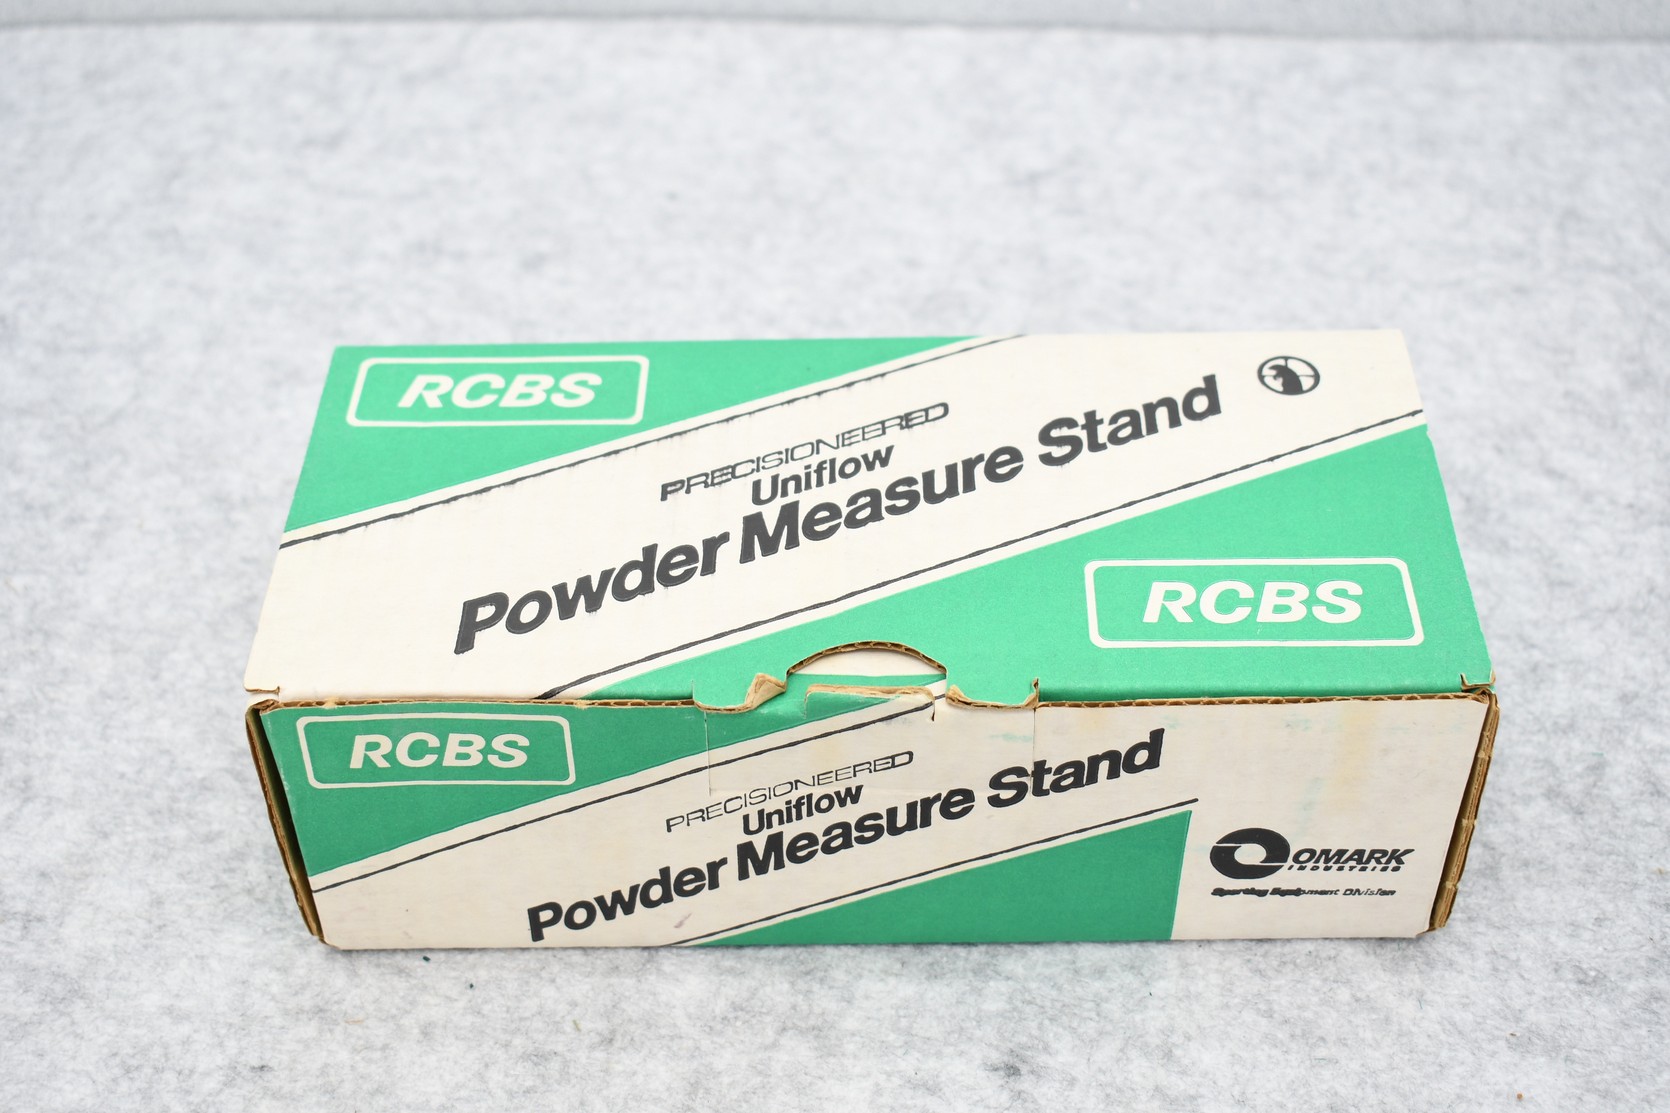 RCBS
PRECISIONEERED
Uniflow
Powder Measure Stand
RCBS
RCBS
PRECISIONEERED
Uniflow
Powder Measure Stand
OMARK
INDUSTRIES
Sporting Equipment Division